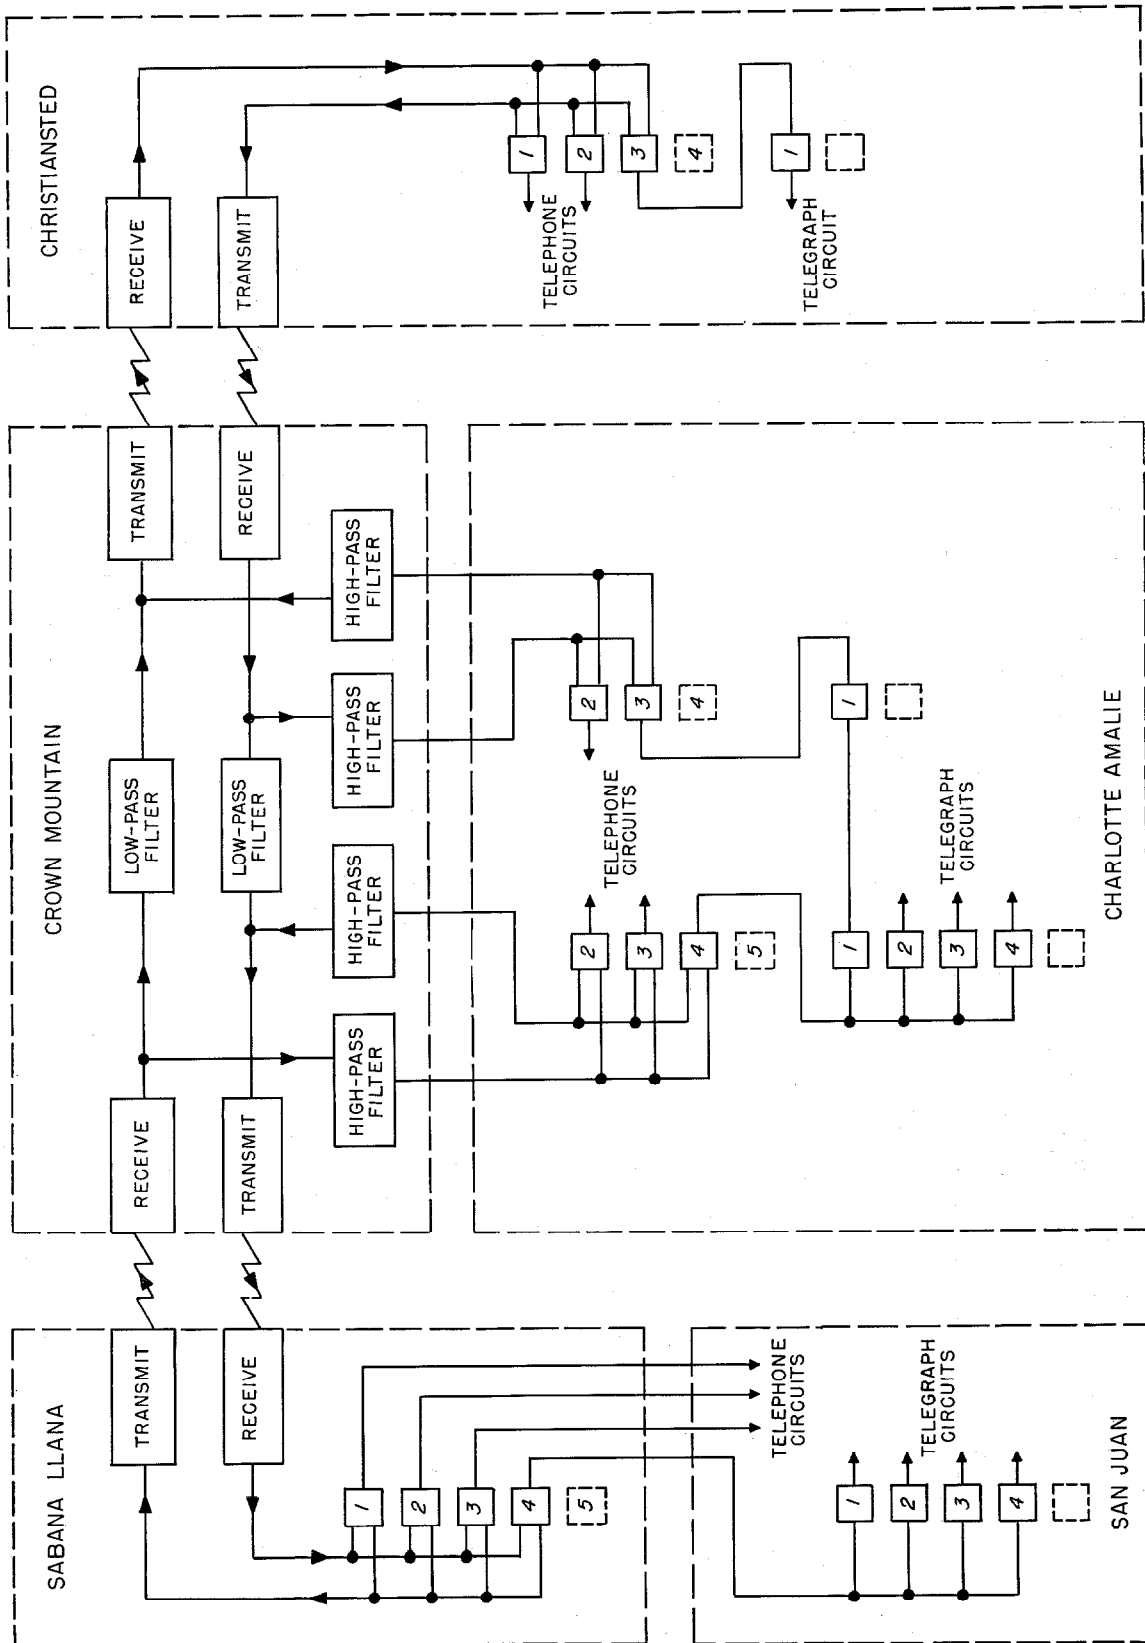 SABANA LLANA
TRANSMIT
RECEIVE
1
2
3
4
5
SAN JUAN
TELEPHONE
CIRCUITS
TELEGRAPH
CIRCUITS
1
2
3
4
CROWN MOUNTAIN
RECEIVE
LOW-PASS
FILTER
TRANSMIT
TRANSMIT
LOW-PASS
FILTER
RECEIVE
HIGH-PASS
FILTER
HIGH-PASS
FILTER
HIGH-PASS
FILTER
HIGH-PASS
FILTER
CHARLOTTE AMALIE
2
3
4
5
TELEPHONE
CIRCUITS
2
3
4
1
2
3
4
TELEGRAPH
CIRCUITS
1
CHRISTIANSTED
RECEIVE
TRANSMIT
1
2
3
4
TELEPHONE
CIRCUITS
1
TELEGRAPH
CIRCUIT